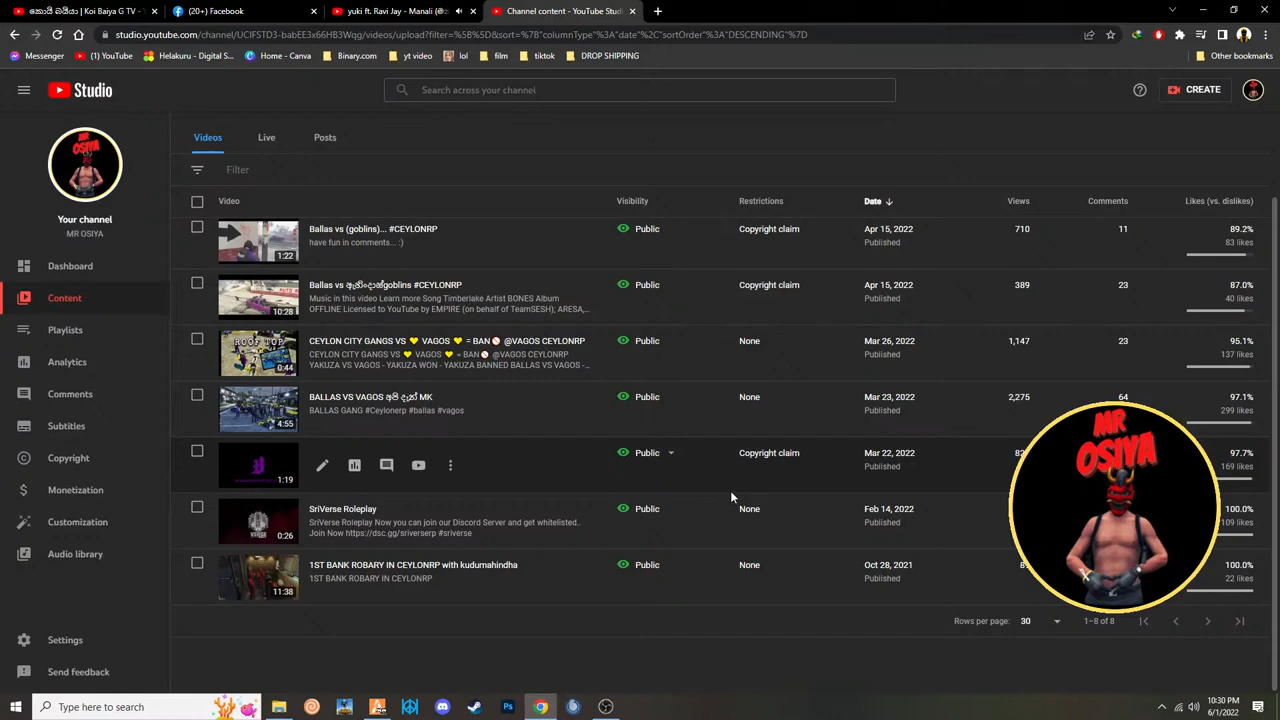 කොයි බයියා | Koi Baiya G TV -
(20+) Facebook
yuki ft. Ravi Jay - Manali (@
Channel content - YouTube Studio
studio.youtube.com/channel/UCIFSTD3-babEE3x66HB3Wqg/videos/upload?filter=%5B%5D&sort=%7B"columnType"%3A"date"%2C"sortOrder"%3A"DESCENDING"%7D
Messenger
(1) YouTube
Helakuru - Digital S...
Home - Canva
Binary.com
yt video
lol
film
tiktok
DROP SHIPPING
Other bookmarks
Studio
Search across your channel
CREATE
MR OSIYA
Your channel
MR OSIYA
Dashboard
Content
Playlists
Analytics
Comments
Subtitles
Copyright
Monetization
Customization
Audio library
Settings
Send feedback
Videos Live Posts
Filter
Video Visibility Restrictions Date Views Comments Likes (vs. dislikes)
1:22
Ballas vs (goblins)... #CEYLONRP Public Copyright claim Apr 15, 2022 710 11 89.2%
have fun in comments... :) Published 83 likes
10:28
Public Copyright claim Apr 15, 2022 389 23 87.0%
Music in this video Learn more Song Timberlake Artist BONES Album Published 40 likes
OFFLINE Licensed to YouTube by EMPIRE (on behalf of TeamSESH); ARESA,...
ROOF TOP
0:44
CEYLON CITY GANGS VS 💛 VAGOS 💛 = BAN🚫 @VAGOS CEYLONRP Public None Mar 26, 2022 1,147 23 95.1%
CEYLON CITY GANGS VS 💛 VAGOS 💛 = BAN🚫 @VAGOS CEYLONRP Published 137 likes
YAKUZA VS VAGOS - YAKUZA WON - YAKUZA BANNED BALLAS VS VAGOS -...
4:55
BALLAS VS VAGOS අපි දැන් MK Public None Mar 23, 2022 2,275 64 97.1%
BALLAS GANG #Ceylonrp #ballas #vagos Published 299 likes
1:19
Public Copyright claim Mar 22, 2022 97.7%
Published 169 likes
0:26
SriVerse Roleplay Public None Feb 14, 2022 100.0%
SriVerse Roleplay Now you can join our Discord Server and get whitelisted.. Published
Join Now https://dsc.gg/sriverserp #sriverse
11:38
1ST BANK ROBARY IN CEYLONRP with kudumahindha Public None Oct 28, 2021 100.0%
1ST BANK ROBARY IN CEYLONRP Published 22 likes
MR OSIYA
Rows per page: 30 1–8 of 8
Type here to search
10:30 PM
6/1/2022